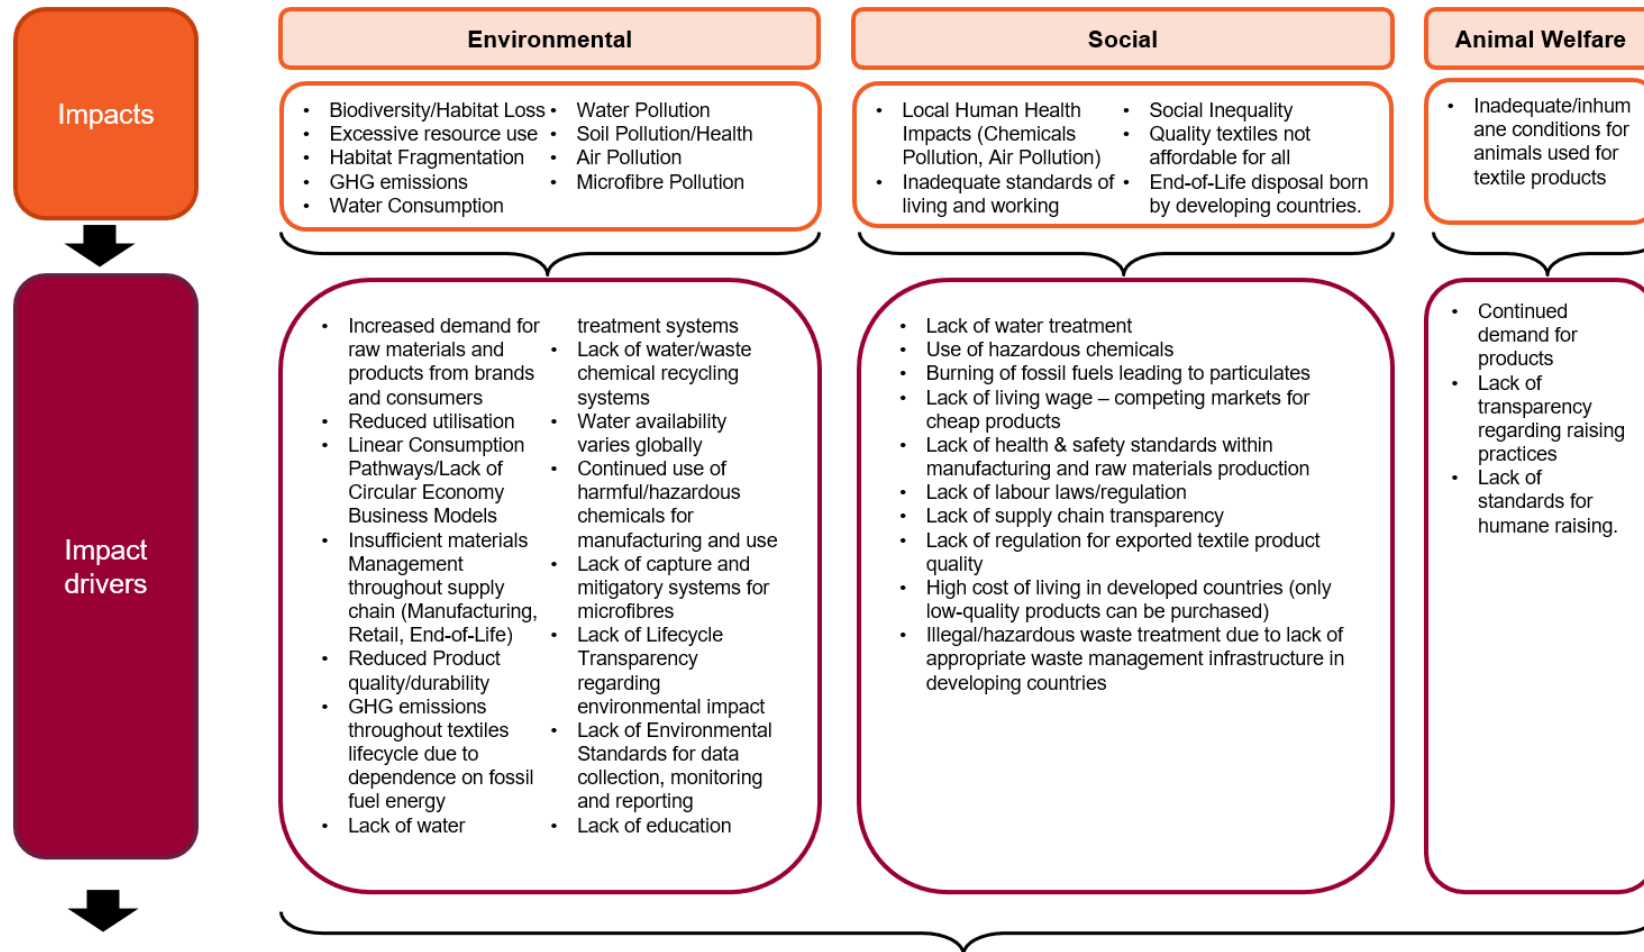 Impacts
Environmental
Social
Animal Welfare
• Biodiversity/Habitat Loss
• Excessive resource use
• Habitat Fragmentation
• GHG emissions
• Water Consumption
• Water Pollution
• Soil Pollution/Health
• Air Pollution
• Microfibre Pollution
• Local Human Health
Impacts (Chemicals
Pollution, Air Pollution)
• Inadequate standards of
living and working
• Social Inequality
• Quality textiles not
affordable for all
• End-of-Life disposal born
by developing countries.
• Inadequate/inhum
ane conditions for
animals used for
textile products
Impact
drivers
• Increased demand for
raw materials and
products from brands
and consumers
• Reduced utilisation
• Linear Consumption
Pathways/Lack of
Circular Economy
Business Models
• Insufficient materials
Management
throughout supply
chain (Manufacturing,
Retail, End-of-Life)
• Reduced Product
quality/durability
• GHG emissions
throughout textiles
lifecycle due to
dependence on fossil
fuel energy
• Lack of water
treatment systems
• Lack of water/waste
chemical recycling
systems
• Water availability
varies globally
• Continued use of
harmful/hazardous
chemicals for
manufacturing and use
• Lack of capture and
mitigatory systems for
microfibres
• Lack of Lifecycle
Transparency
regarding
environmental impact
• Lack of Environmental
Standards for data
collection, monitoring
and reporting
• Lack of education
• Lack of water treatment
• Use of hazardous chemicals
• Burning of fossil fuels leading to particulates
• Lack of living wage – competing markets for
cheap products
• Lack of health & safety standards within
manufacturing and raw materials production
• Lack of labour laws/regulation
• Lack of supply chain transparency
• Lack of regulation for exported textile product
quality
• High cost of living in developed countries (only
low-quality products can be purchased)
• Illegal/hazardous waste treatment due to lack of
appropriate waste management infrastructure in
developing countries
• Continued
demand for
products
• Lack of
transparency
regarding raising
practices
• Lack of
standards for
humane raising.